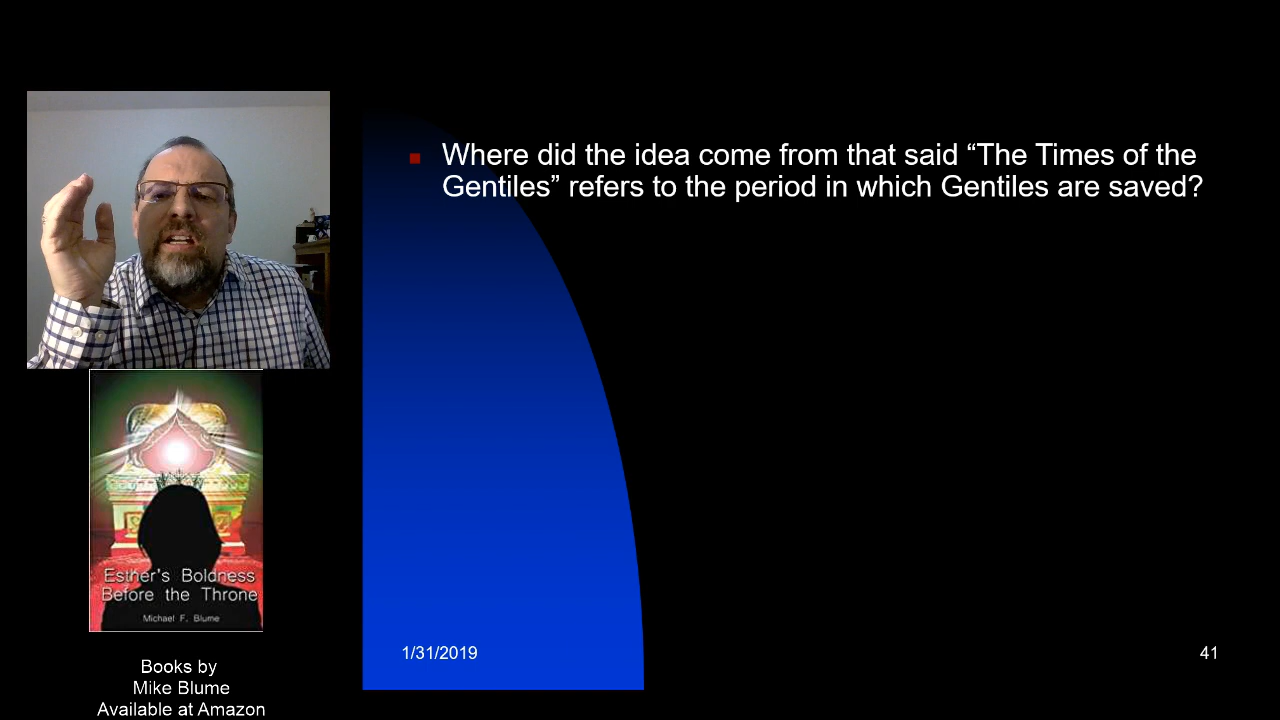 Where did the idea come from that said “The Times of the
Gentiles” refers to the period in which Gentiles are saved?
Esther's Boldness
Before the Throne
Michael F. Blume
Books by
Mike Blume
Available at Amazon
1/31/2019
41